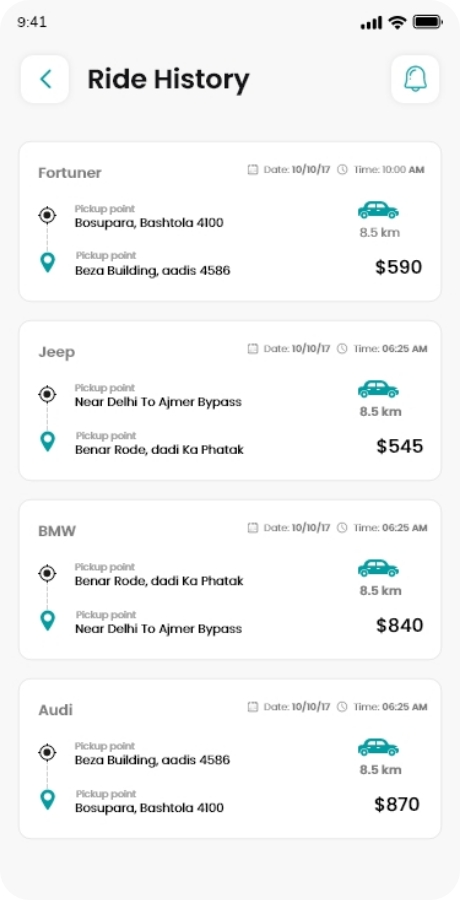 9:41
Ride History
Fortuner
Date: 10/10/17 Time: 10:00 AM
Pickup point
Bosupara, Bashtola 4100
8.5 km
Pickup point
Beza Building, aadis 4586
$590
Jeep
Date: 10/10/17 Time: 06:25 AM
Pickup point
Near Delhi To Ajmer Bypass
8.5 km
Pickup point
Benar Rode, dadi Ka Phatak
$545
BMW
Date: 10/10/17 Time: 06:25 AM
Pickup point
Benar Rode, dadi Ka Phatak
8.5 km
Pickup point
Near Delhi To Ajmer Bypass
$840
Audi
Date: 10/10/17 Time: 06:25 AM
Pickup point
Beza Building, aadis 4586
8.5 km
Pickup point
Bosupara, Bashtola 4100
$870